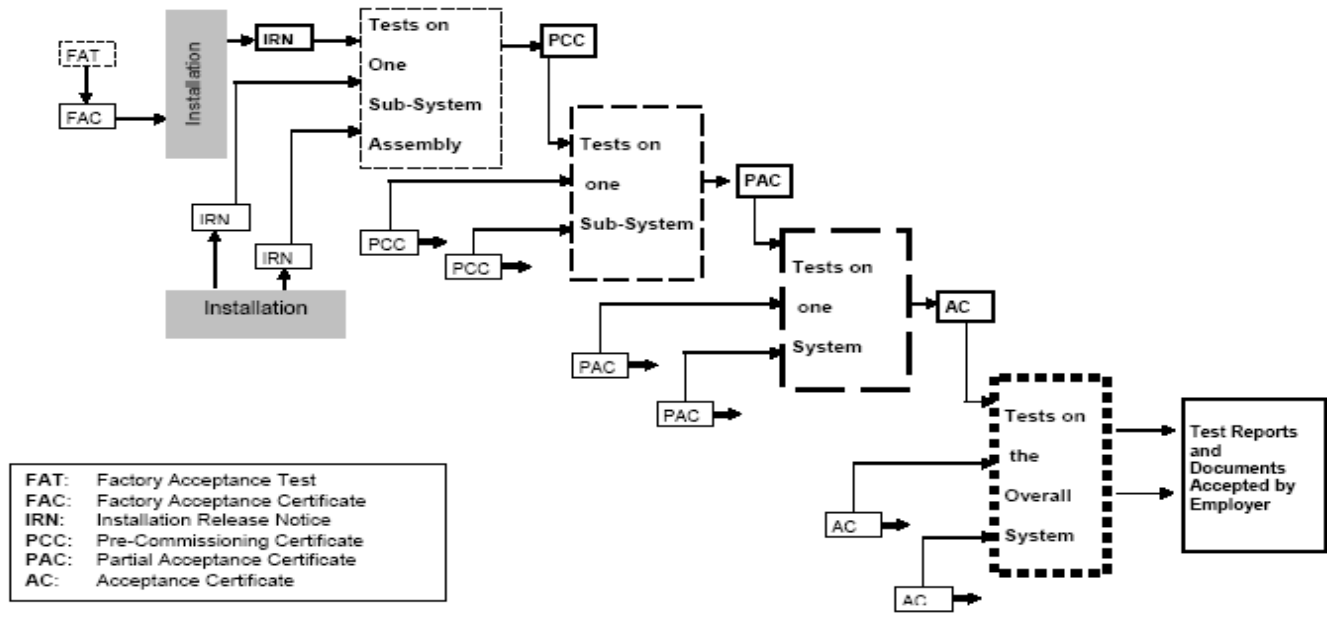 FAT
FAC
Installation
IRN
Tests on
One
Sub-System
Assembly
PCC
IRN
IRN
Installation
Tests on
one
Sub-System
PCC
PCC
PAC
Tests on
one
System
PAC
PAC
AC
Tests on
the
Overall
System
AC
AC
Test Reports
and
Documents
Accepted by
Employer
FAT: Factory Acceptance Test
FAC: Factory Acceptance Certificate
IRN: Installation Release Notice
PCC: Pre-Commissioning Certificate
PAC: Partial Acceptance Certificate
AC: Acceptance Certificate